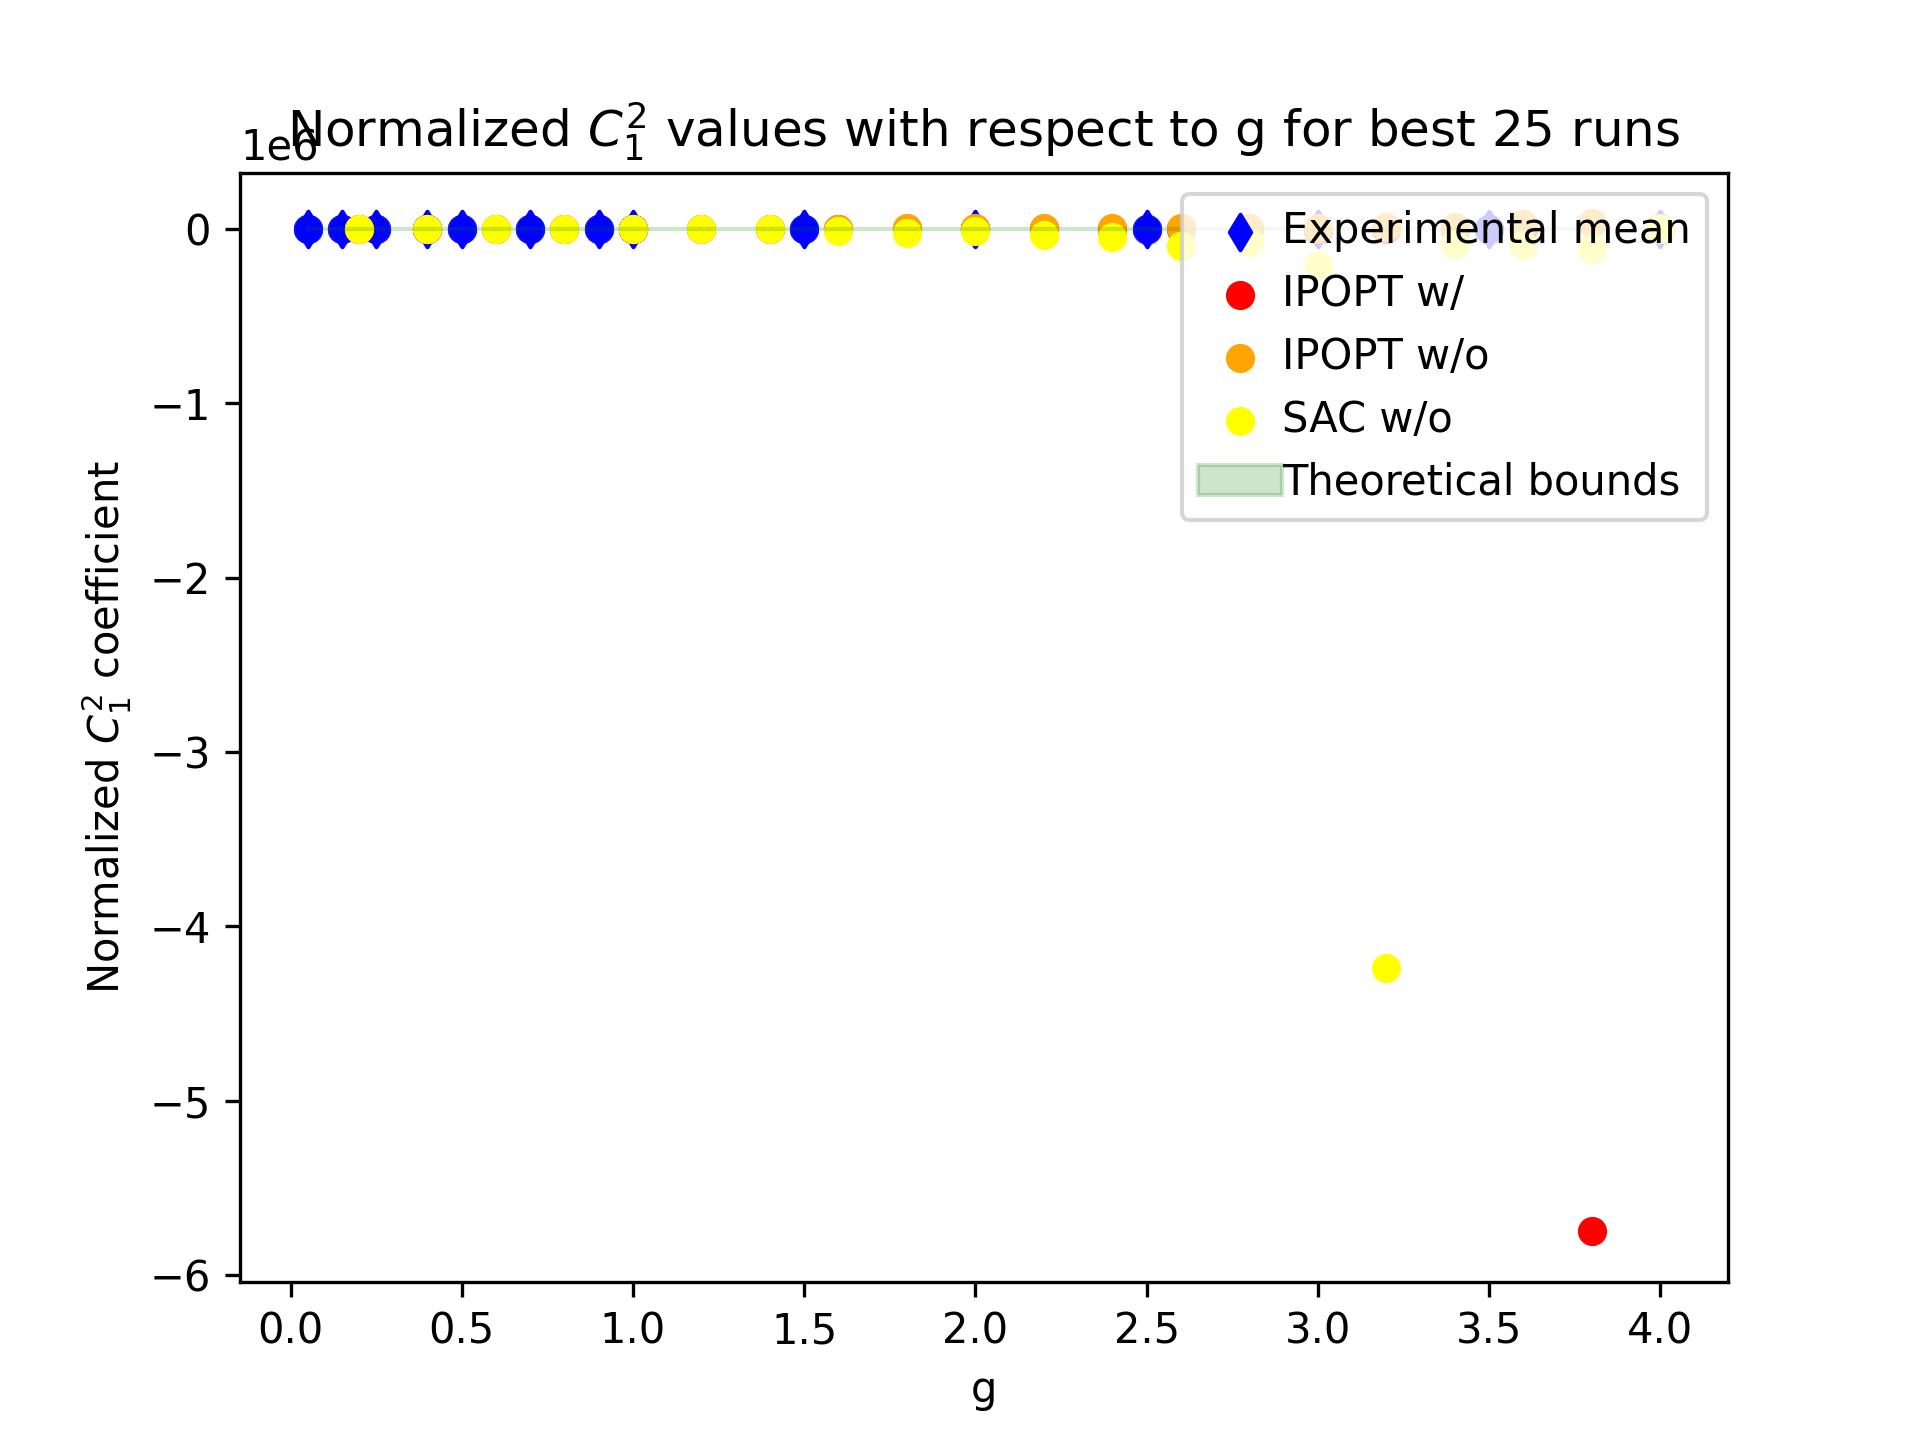 Normalized $C_1^2$ values with respect to g for best 25 runs
1e6
Experimental mean
IPOPT w/
IPOPT w/o
SAC w/o
Theoretical bounds
Normalized $C_1^2$ coefficient
0
−1
−2
−3
−4
−5
−6
0.0 0.5 1.0 1.5 2.0 2.5 3.0 3.5 4.0
g